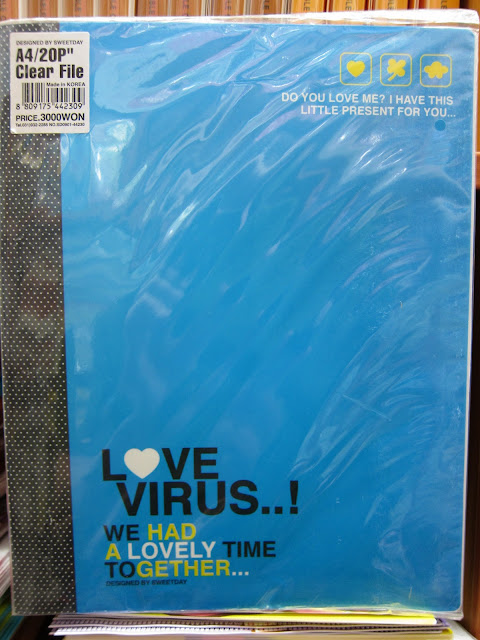 DESIGNED BY SWEETDAY
A4/20P"
Clear File
Made in KOREA
8 809175 442309
PRICE.3000WON
DO YOU LOVE ME? I HAVE THIS
LITTLE PRESENT FOR YOU...
L♥VE
VIRUS..!
WE HAD
A LOVELY TIME
TOGETHER...
DESIGNED BY SWEETDAY